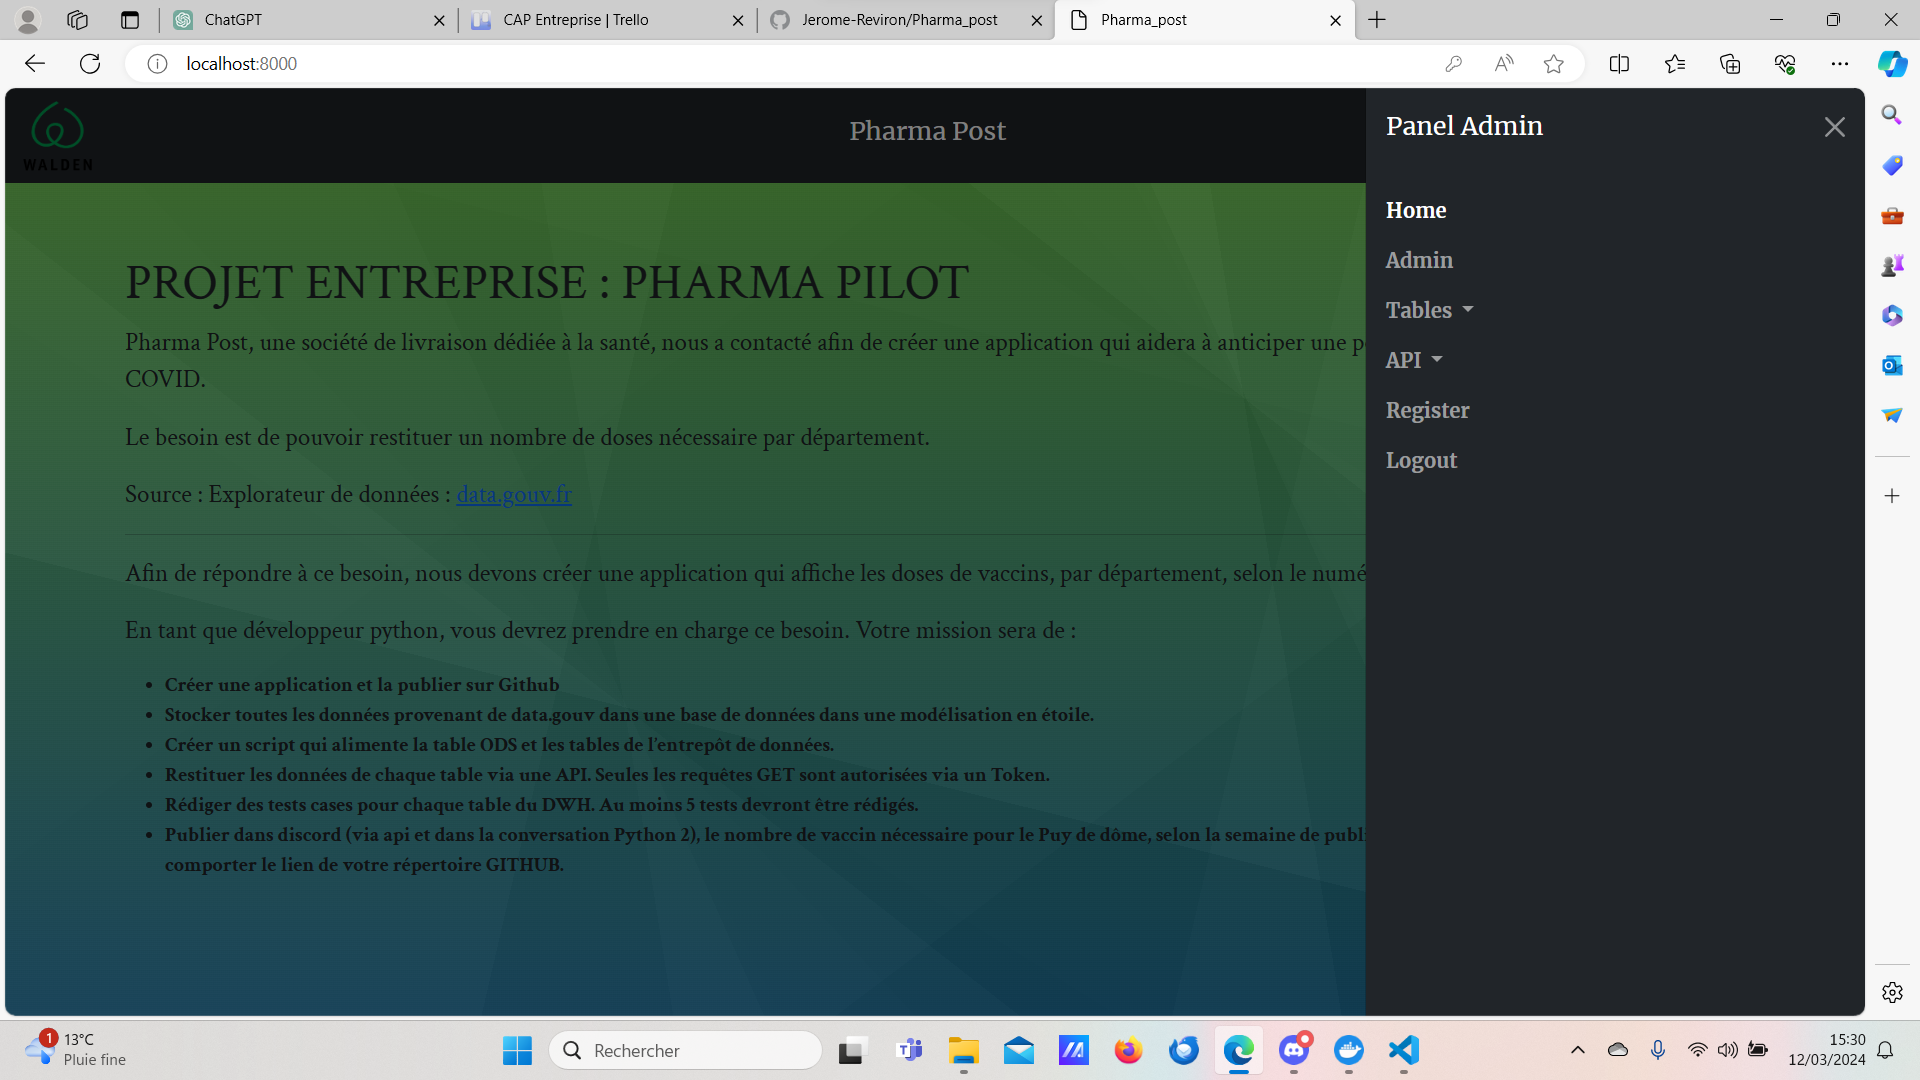 ChatGPT
CAP Entreprise | Trello
Jerome-Reviron/Pharma_post
Pharma_post
localhost:8000
WALDEN
Pharma Post
Panel Admin
Home
Admin
Tables
API
Register
Logout
PROJET ENTREPRISE : PHARMA PILOT
Pharma Post, une société de livraison dédiée à la santé, nous a contacté afin de créer une application qui aidera à anticiper une
COVID.
Le besoin est de pouvoir restituer un nombre de doses nécessaire par département.
Source : Explorateur de données : data.gouv.fr
Afin de répondre à ce besoin, nous devons créer une application qui affiche les doses de vaccins, par département, selon le numé
En tant que développeur python, vous devrez prendre en charge ce besoin. Votre mission sera de :
• Créer une application et la publier sur Github
• Stocker toutes les données provenant de data.gouv dans une base de données dans une modélisation en étoile.
• Créer un script qui alimente la table ODS et les tables de l'entrepôt de données.
• Restituer les données de chaque table via une API. Seules les requêtes GET sont autorisées via un Token.
• Rédiger des tests cases pour chaque table du DWH. Au moins 5 tests devront être rédigés.
• Publier dans discord (via api et dans la conversation Python 2), le nombre de vaccin nécessaire pour le Puy de dôme, selon la semaine de publi
comporter le lien de votre répertoire GITHUB.
1
13°C
Pluie fine
Rechercher
15:30
12/03/2024